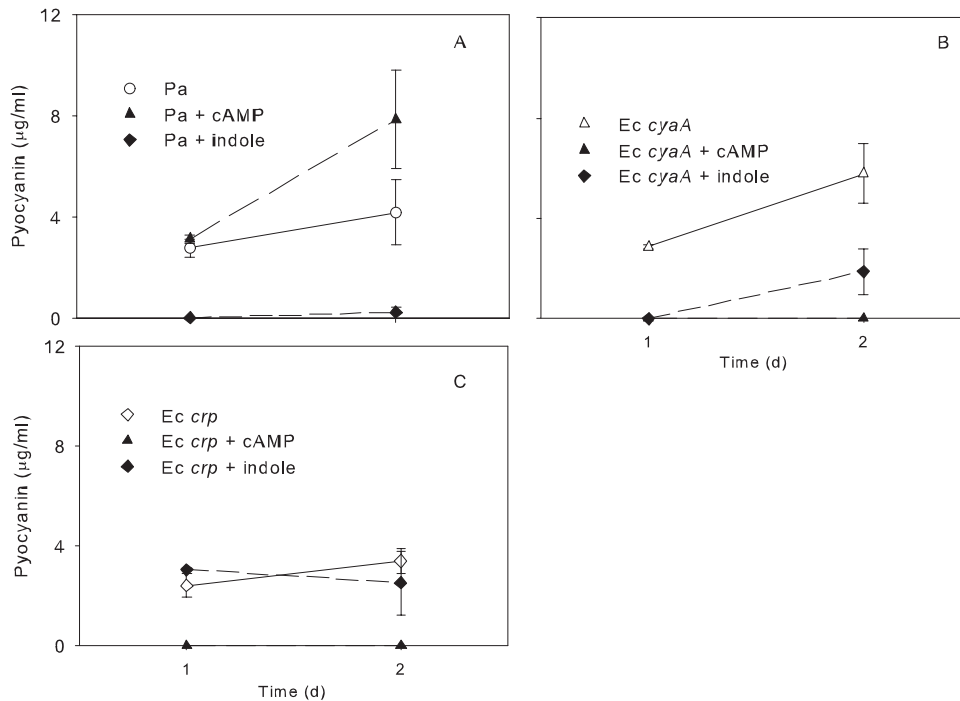 12
8
4
0
Pyocyanin (µg/ml)
A
Pa
Pa + cAMP
Pa + indole
B
Ec cyaA
Ec cyaA + cAMP
Ec cyaA + indole
1
2
Time (d)
12
8
4
0
Pyocyanin (µg/ml)
C
Ec crp
Ec crp + cAMP
Ec crp + indole
1
2
Time (d)